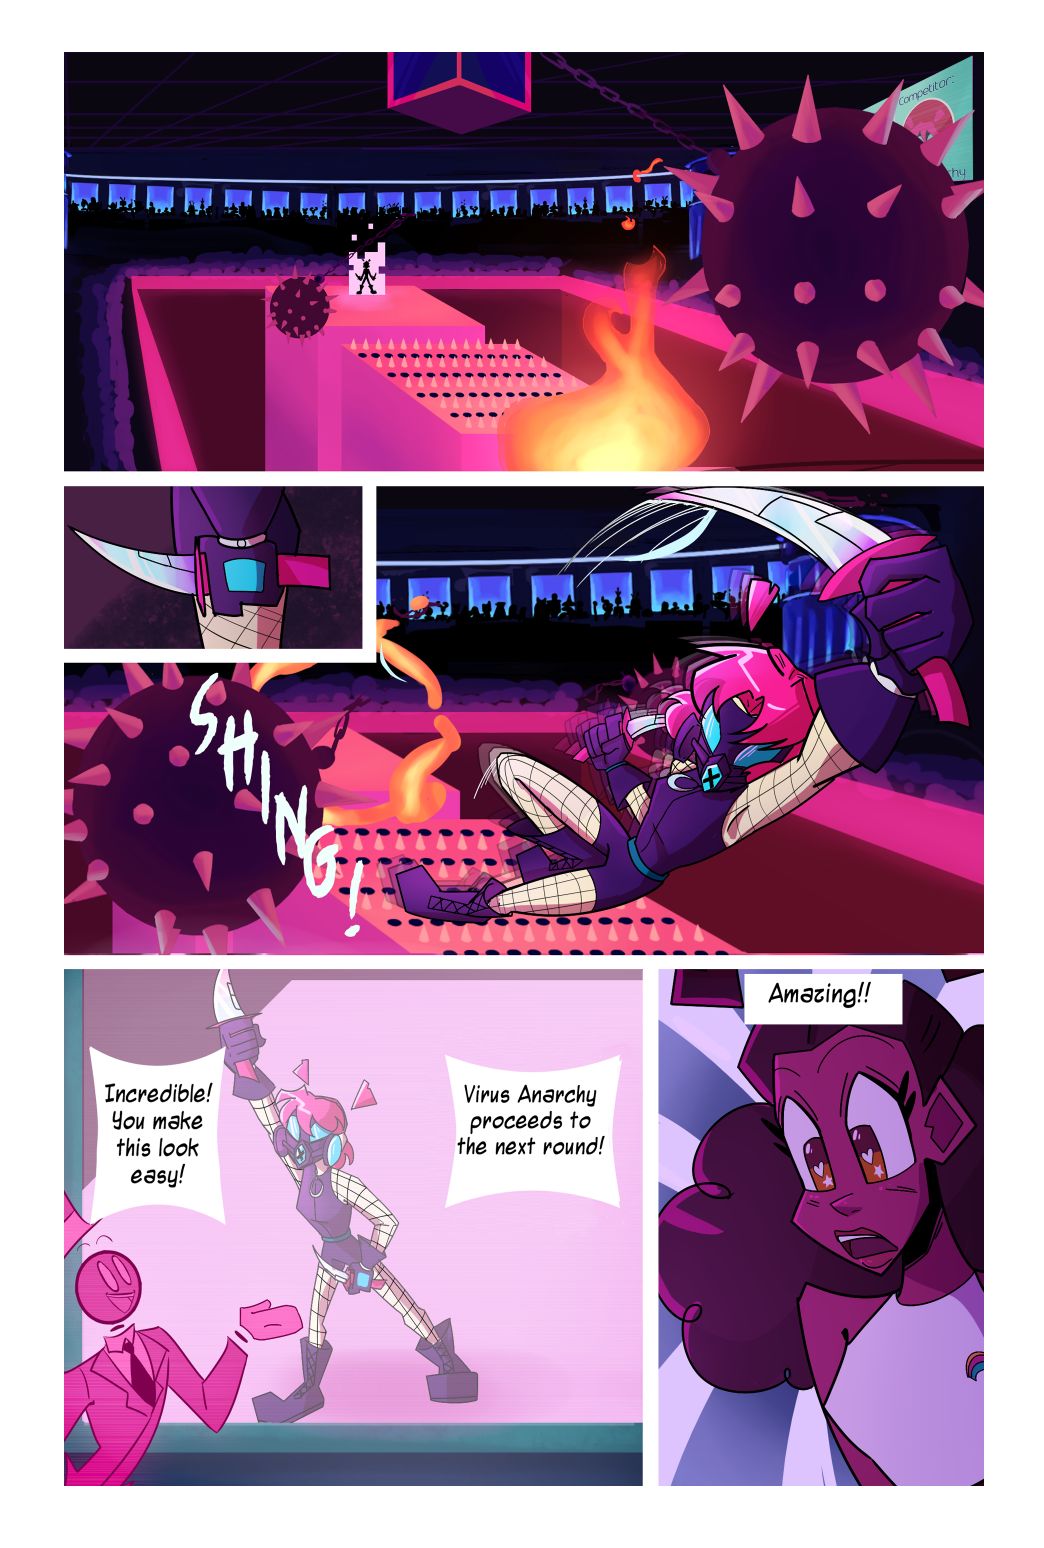 Competitor:
SHING!
Incredible!
You make
this look
easy!
Virus Anarchy
proceeds to
the next round!
Amazing!!